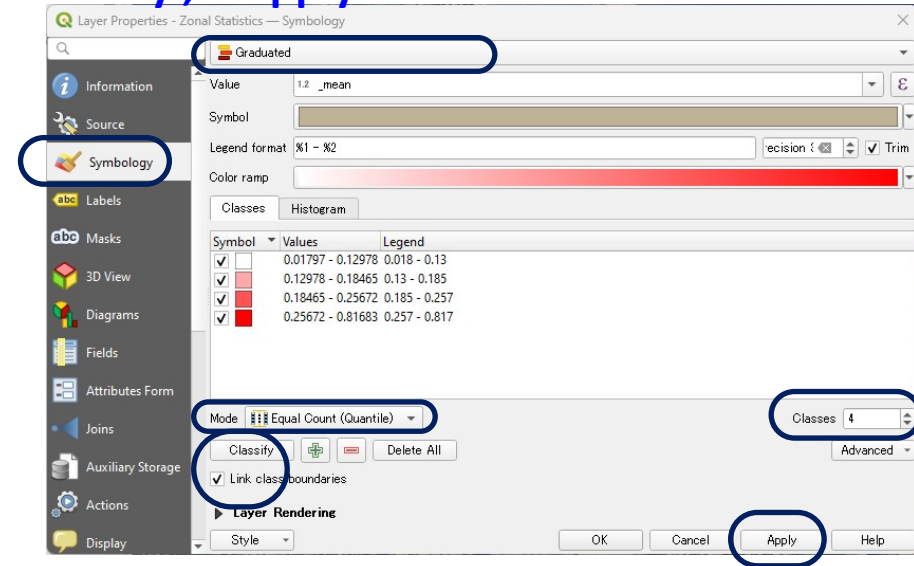 Layer Properties - Zonal Statistics — Symbology
Graduated
Information
Value 1.2 _mean ε
Source
Symbol
Symbology
Legend format %1 - %2 Trim
Color ramp
Labels
Classes Histogram
Masks
Symbol Values Legend
0.01797 - 0.12978 0.018 - 0.13
3D View
0.12978 - 0.18465 0.13 - 0.185
0.18465 - 0.25672 0.185 - 0.257
Diagrams
0.25672 - 0.81683 0.257 - 0.817
Fields
Attributes Form
Mode Equal Count (Quantile) Classes 4
Joins
Classify Delete All Advanced
Auxiliary Storage
Link class boundaries
Actions
Layer Rendering
Display
Style OK Cancel Apply Help